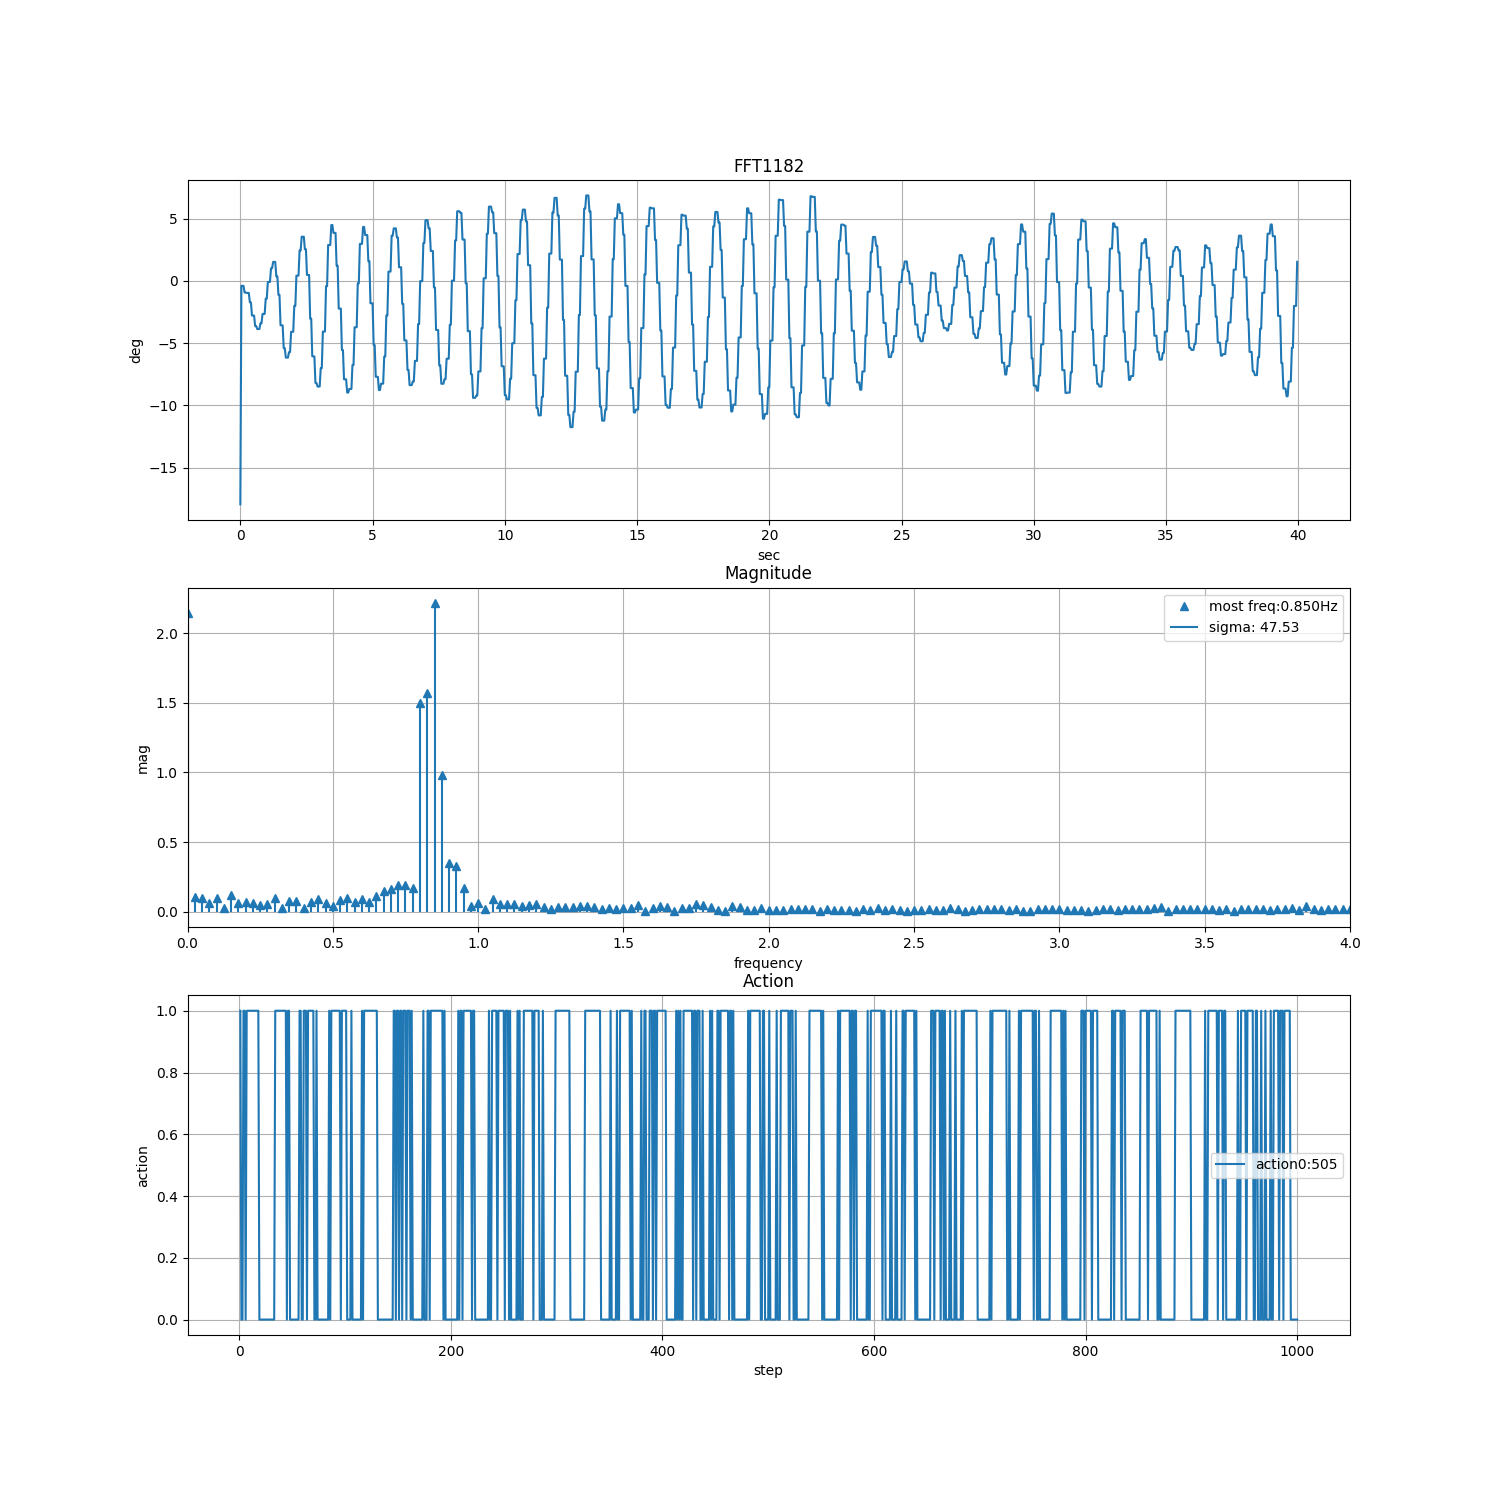 FFT1182
5
0
−5
−10
−15
deg
0 5 10 15 20 25 30 35 40
sec
Magnitude
most freq:0.850Hz
sigma: 47.53
2.0
1.5
1.0
0.5
0.0
mag
0.0 0.5 1.0 1.5 2.0 2.5 3.0 3.5 4.0
frequency
Action
1.0
0.8
0.6
0.4
0.2
0.0
action
action0:505
0 200 400 600 800 1000
step